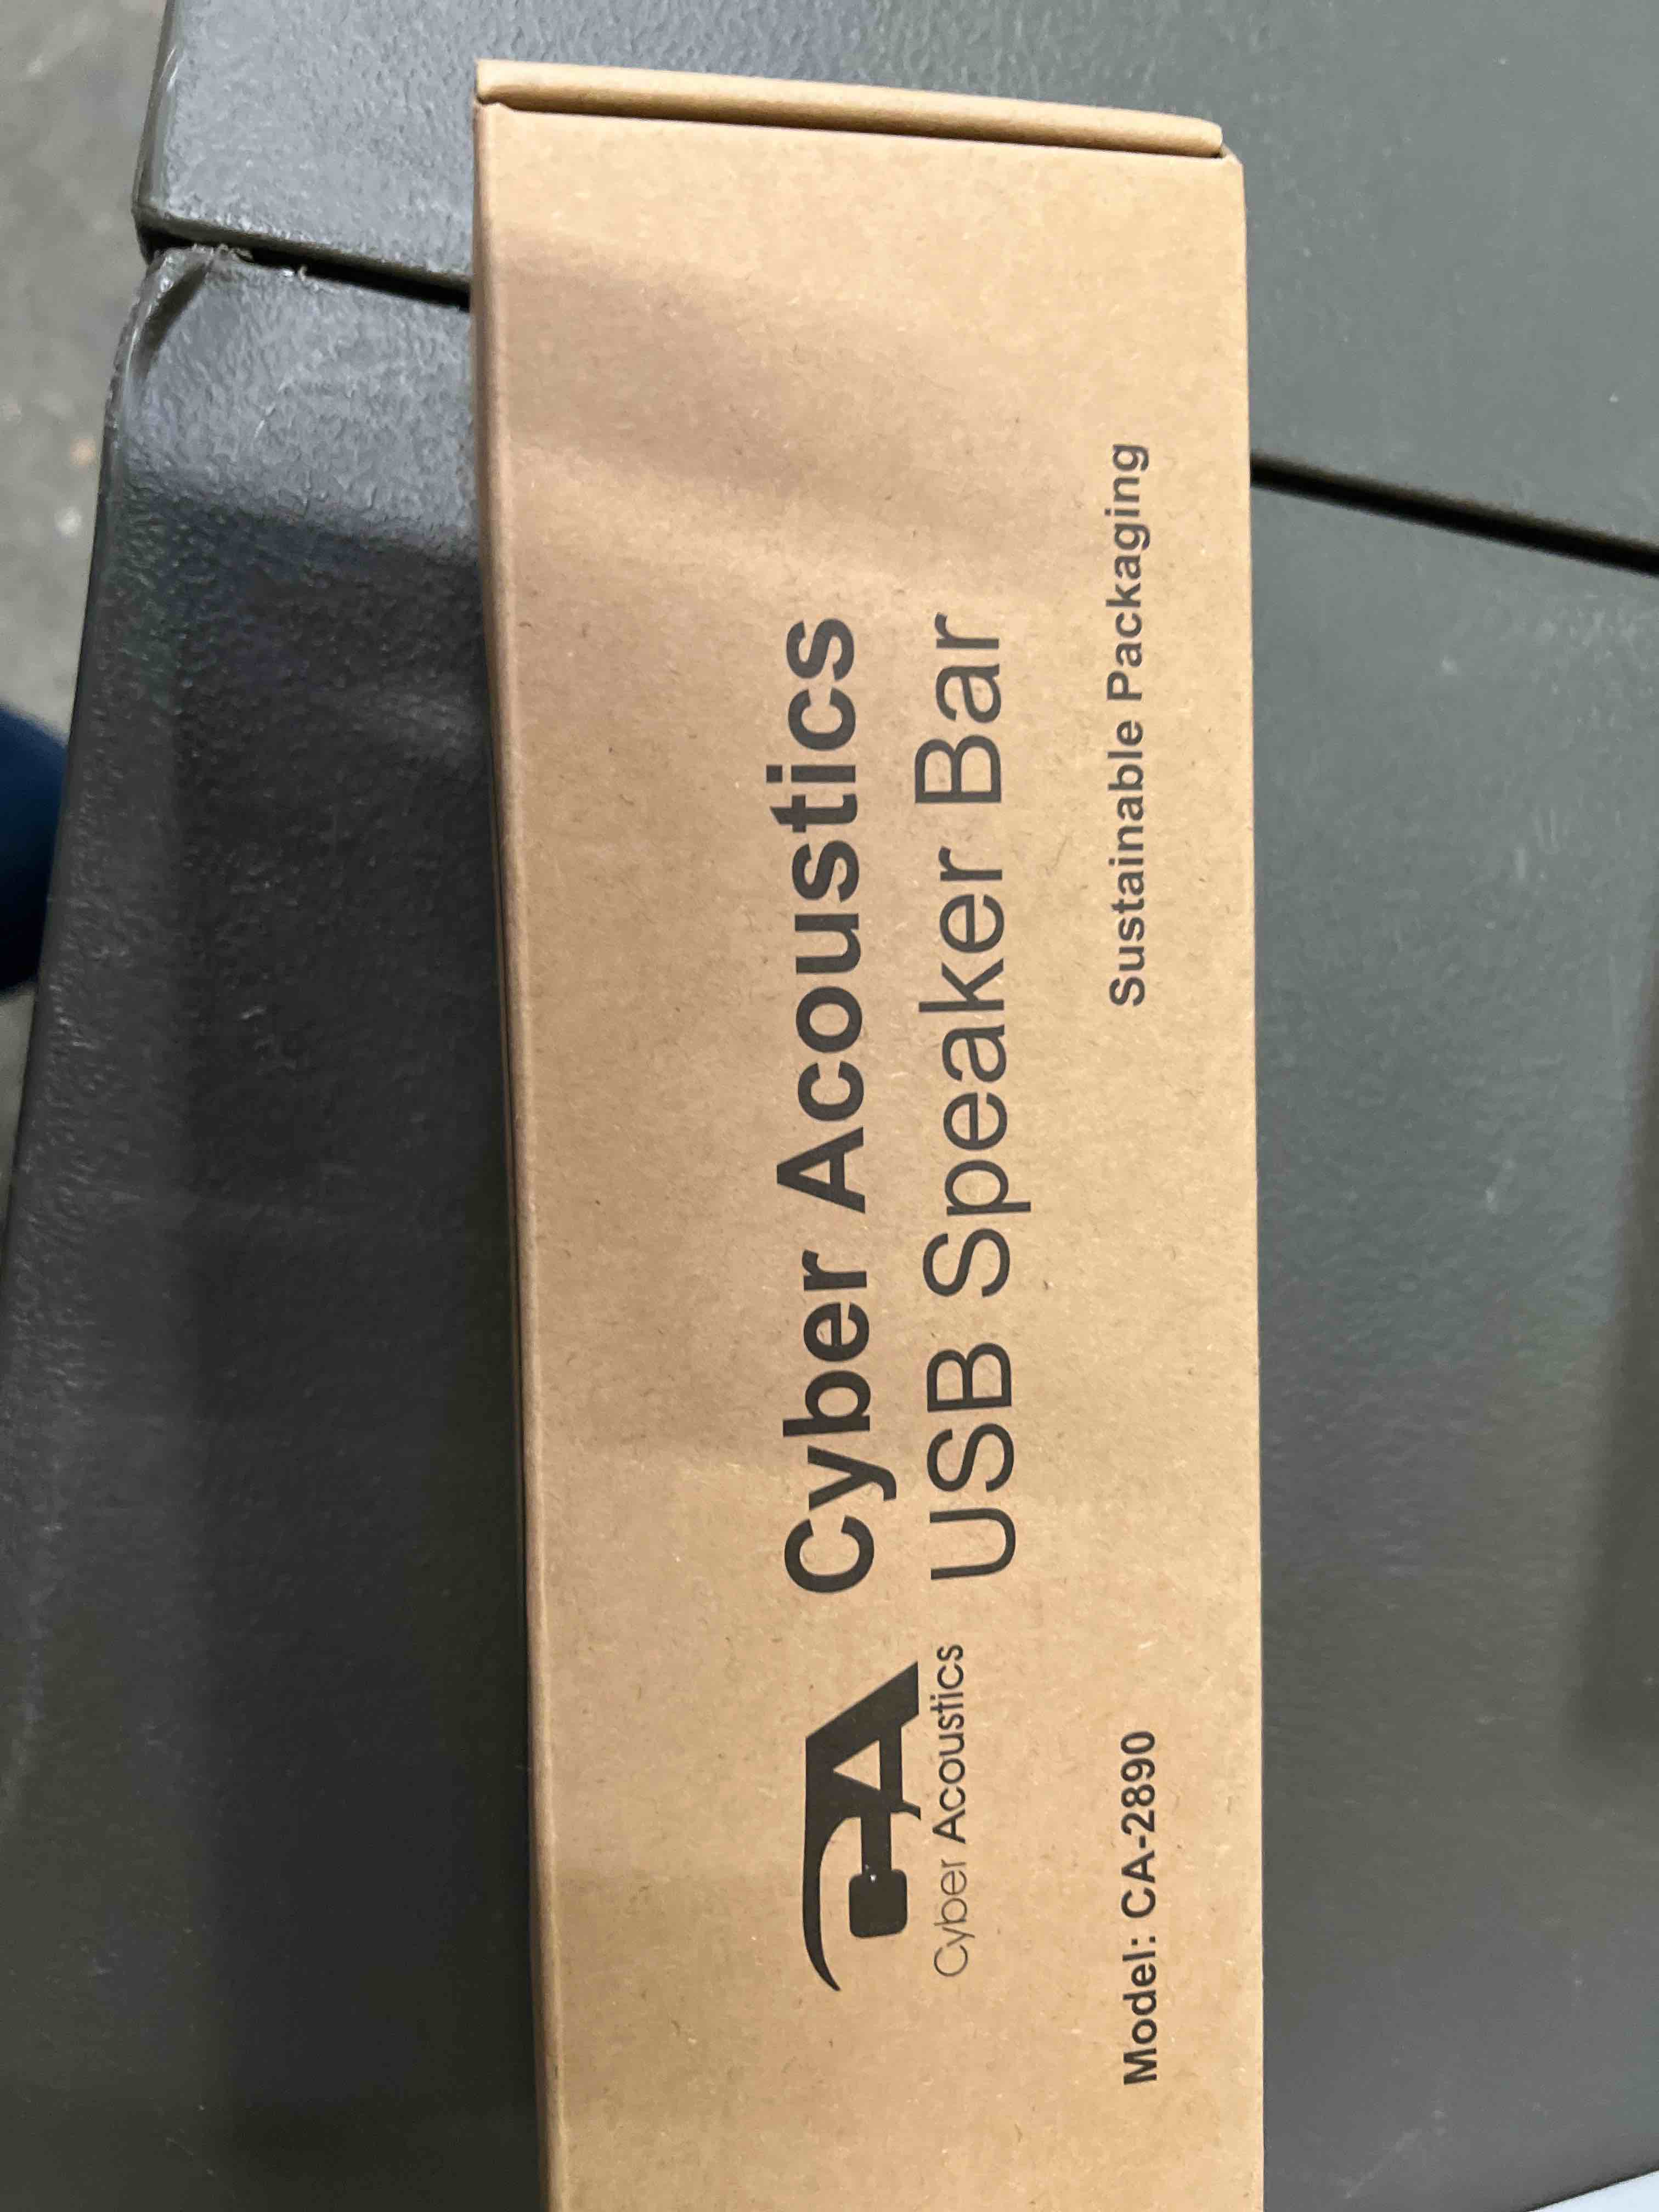 Cyber Acoustics
USB Speaker Bar
Cyber Acoustics
Model: CA-2890
Sustainable Packaging